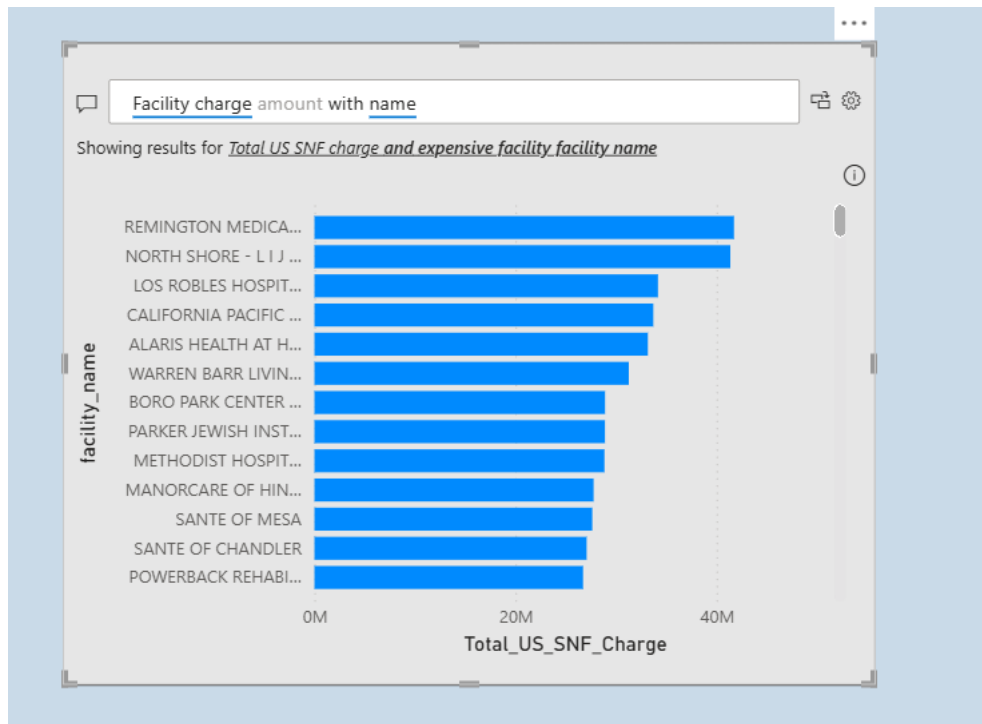 Facility charge amount with name
Showing results for Total US SNF charge and expensive facility facility name
facility_name
REMINGTON MEDICA...
NORTH SHORE - L I J ...
LOS ROBLES HOSPIT...
CALIFORNIA PACIFIC ...
ALARIS HEALTH AT H...
WARREN BARR LIVIN...
BORO PARK CENTER ...
PARKER JEWISH INST...
METHODIST HOSPIT...
MANORCARE OF HIN...
SANTE OF MESA
SANTE OF CHANDLER
POWERBACK REHABI...
0M 20M 40M
Total_US_SNF_Charge